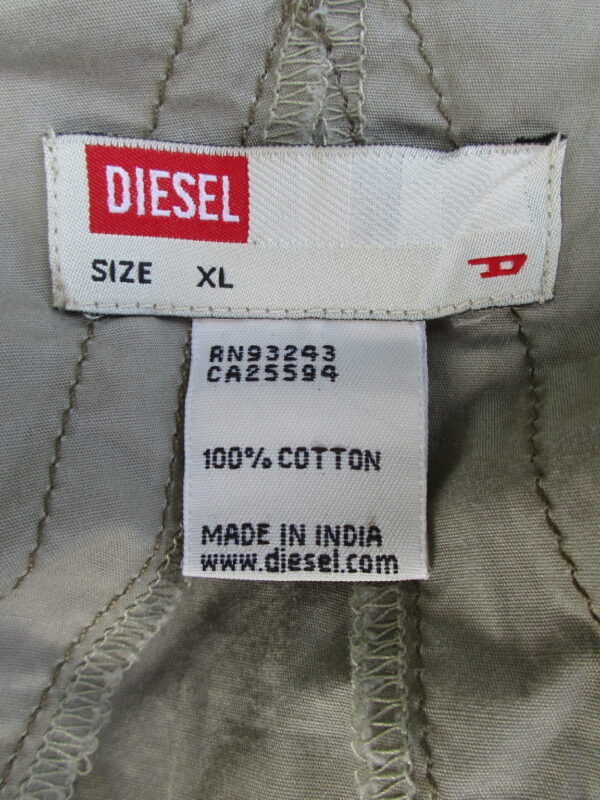 DIESEL
SIZE XL
RN93243
CA25594
100% COTTON
MADE IN INDIA
www.diesel.com